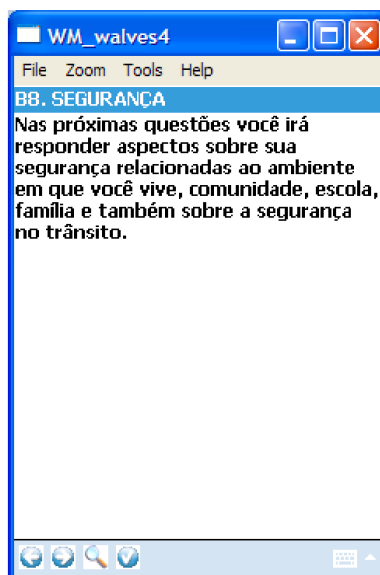 WM_walves4
File Zoom Tools Help
B8. SEGURANÇA
Nas próximas questões você irá
responder aspectos sobre sua
segurança relacionadas ao ambiente
em que você vive, comunidade, escola,
família e também sobre a segurança
no trânsito.